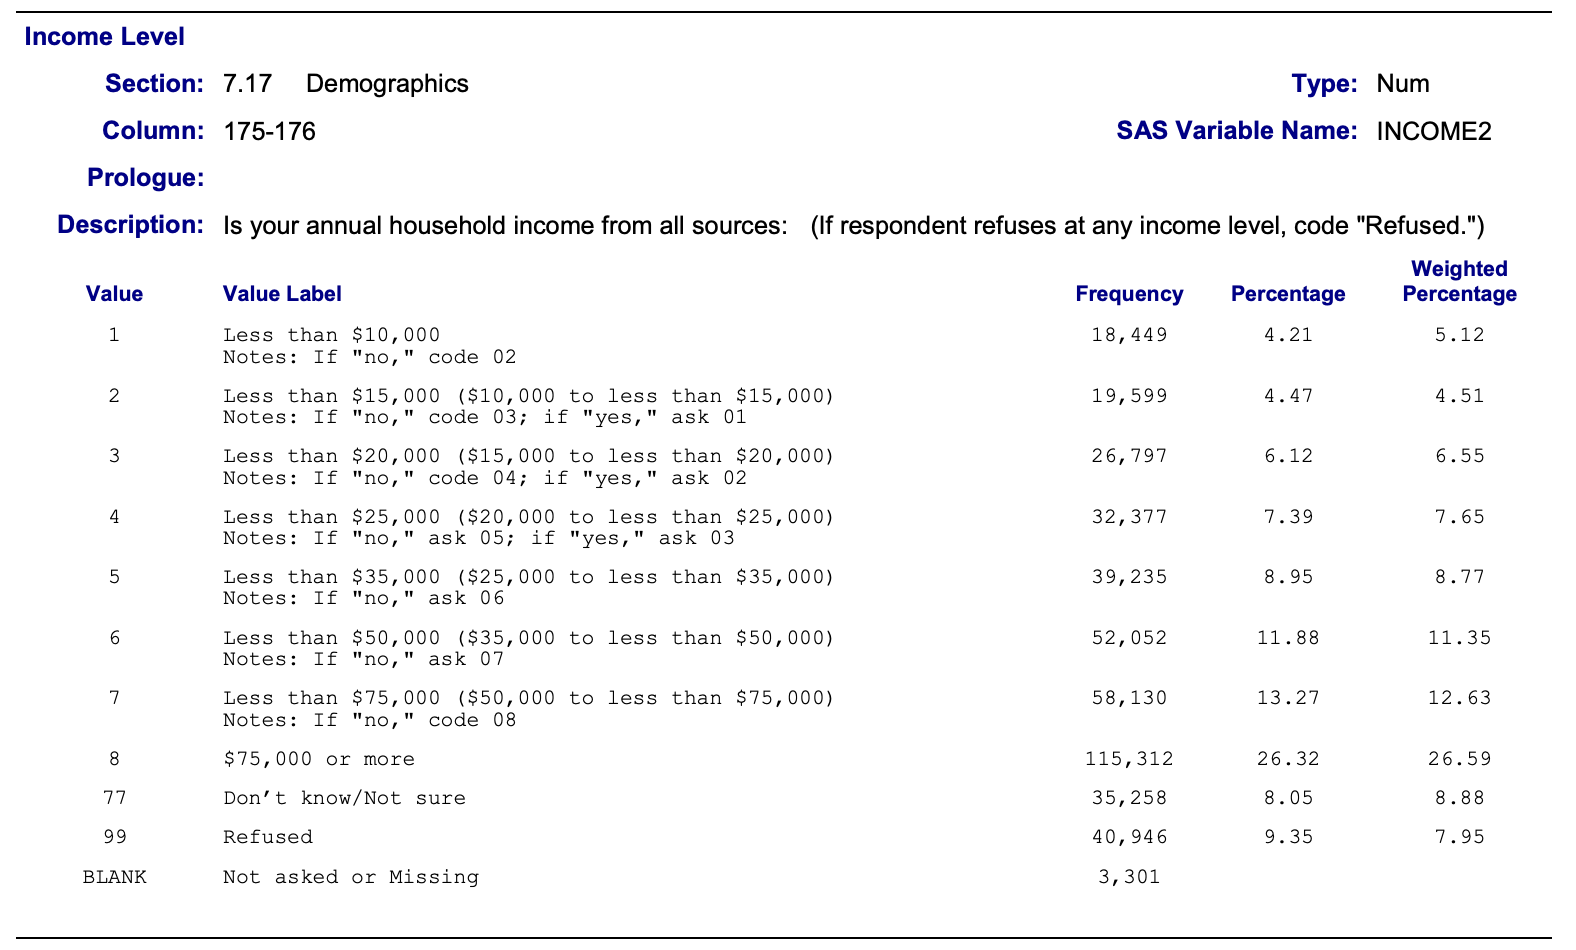 Income Level
Section: 7.17 Demographics Type: Num
Column: 175-176 SAS Variable Name: INCOME2
Prologue:
Description: Is your annual household income from all sources: (If respondent refuses at any income level, code "Refused.")
Weighted
Value Value Label Frequency Percentage Percentage
1 Less than $10,000 18,449 4.21 5.12
Notes: If "no," code 02
2 Less than $15,000 ($10,000 to less than $15,000) 19,599 4.47 4.51
Notes: If "no," code 03; if "yes," ask 01
3 Less than $20,000 ($15,000 to less than $20,000) 26,797 6.12 6.55
Notes: If "no," code 04; if "yes," ask 02
4 Less than $25,000 ($20,000 to less than $25,000) 32,377 7.39 7.65
Notes: If "no," ask 05; if "yes," ask 03
5 Less than $35,000 ($25,000 to less than $35,000) 39,235 8.95 8.77
Notes: If "no," ask 06
6 Less than $50,000 ($35,000 to less than $50,000) 52,052 11.88 11.35
Notes: If "no," ask 07
7 Less than $75,000 ($50,000 to less than $75,000) 58,130 13.27 12.63
Notes: If "no," code 08
8 $75,000 or more 115,312 26.32 26.59
77 Don’t know/Not sure 35,258 8.05 8.88
99 Refused 40,946 9.35 7.95
BLANK Not asked or Missing 3,301